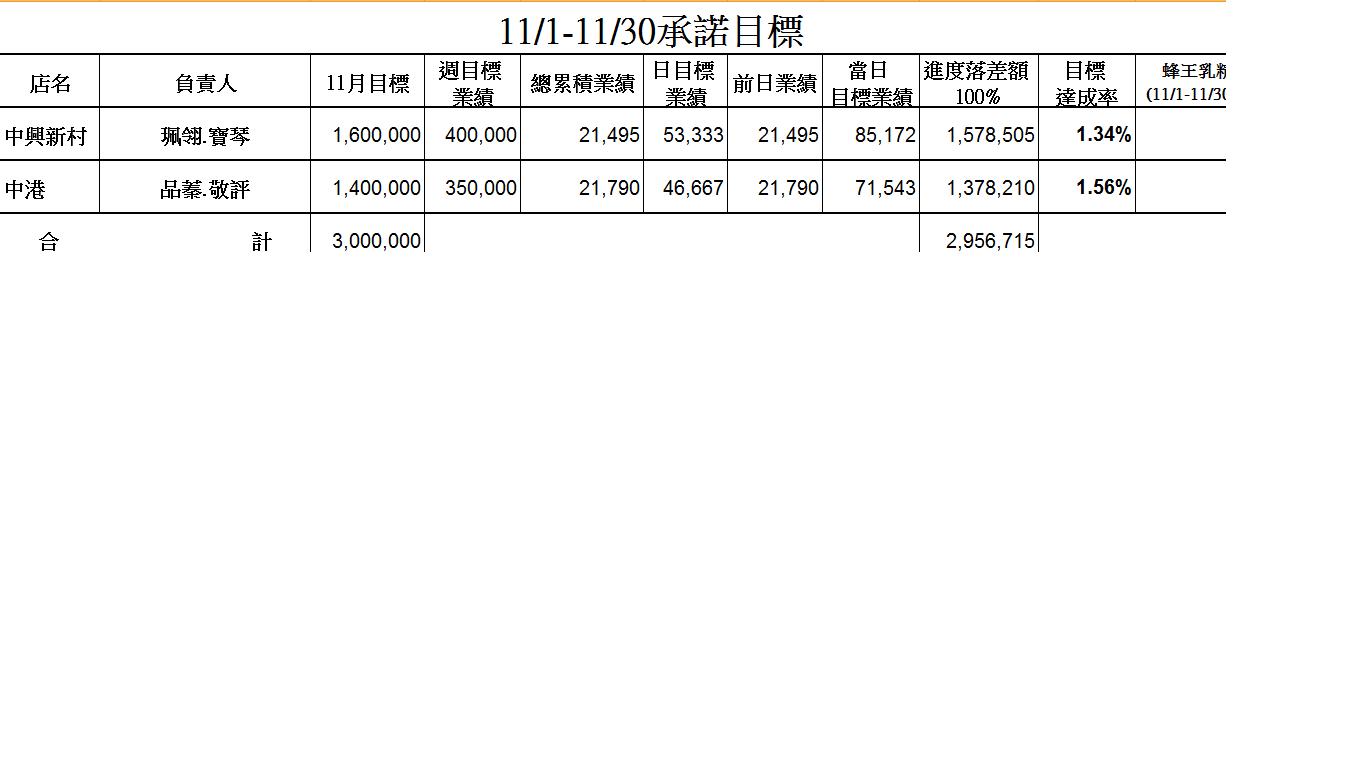 11/1-11/30承諾目標
店名 負責人 11月目標 週目標業績 總累積業績 日目標業績 前日業績 當日目標業績 進度落差額100% 目標達成率 蜂王乳 (11/1-11/30
中興新村 珮翎.寶琴 1,600,000 400,000 21,495 53,333 21,495 85,172 1,578,505 1.34%
中港 品蓁.敬評 1,400,000 350,000 21,790 46,667 21,790 71,543 1,378,210 1.56%
合 計 3,000,000 2,956,715